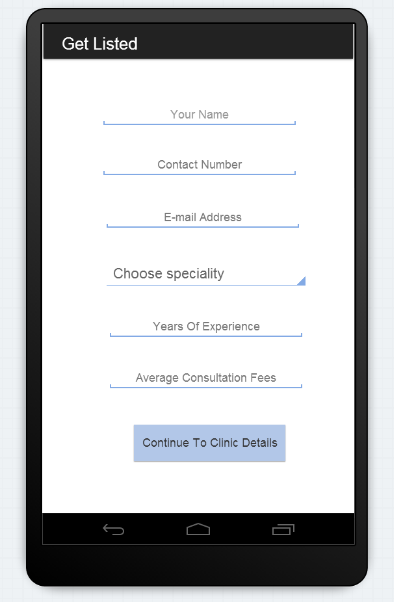 Get Listed
Your Name
Contact Number
E-mail Address
Choose speciality
Years Of Experience
Average Consultation Fees
Continue To Clinic Details